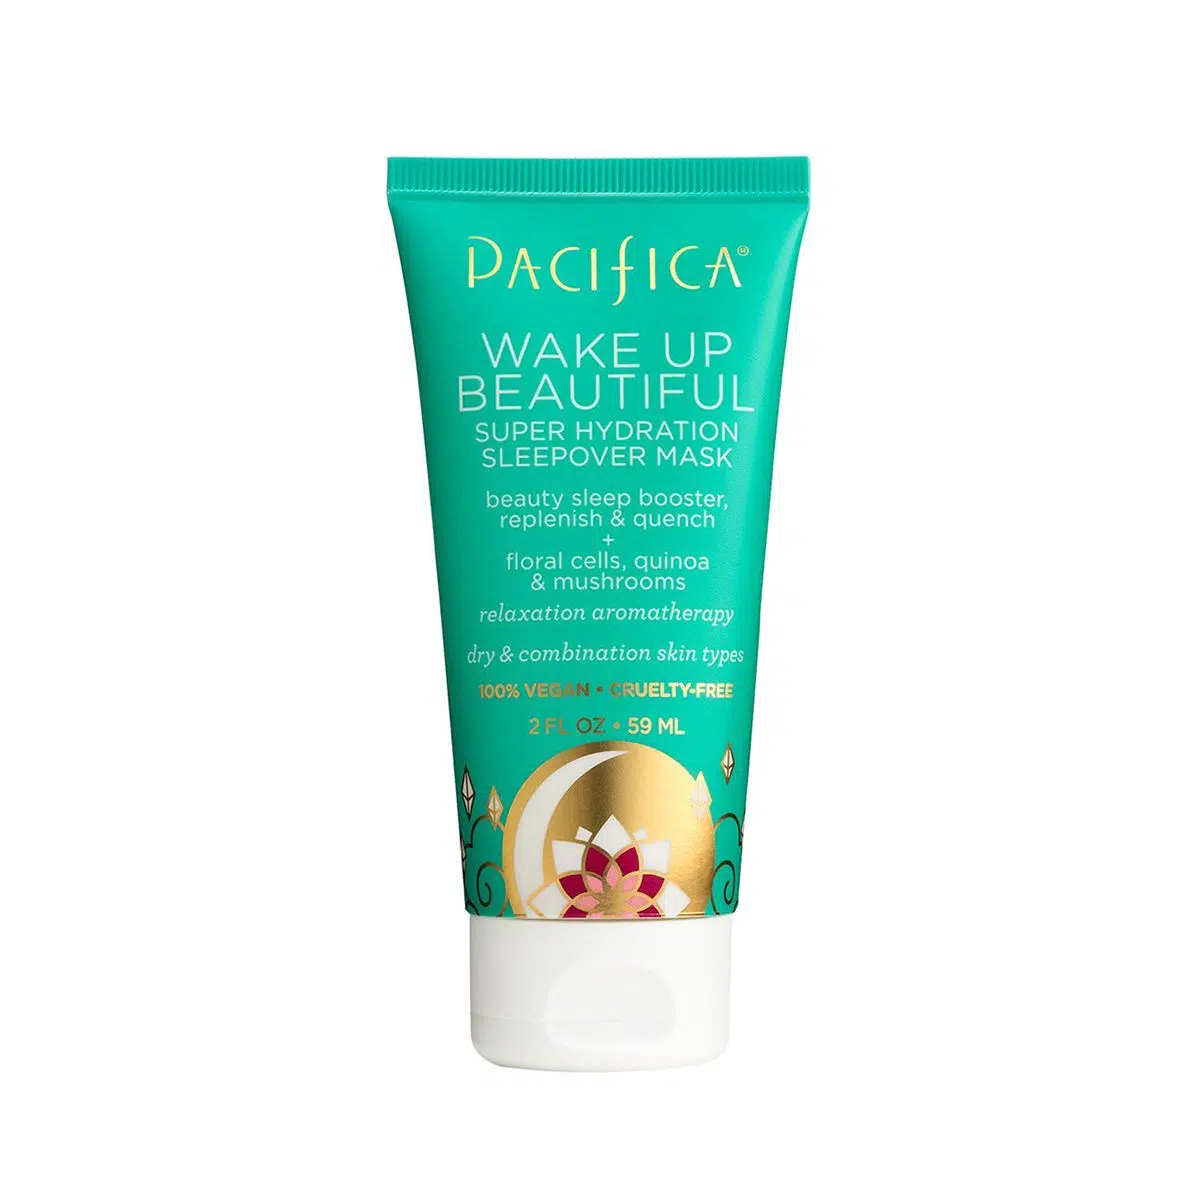 PACIFICA®
WAKE UP
BEAUTIFUL
SUPER HYDRATION
SLEEPOVER MASK
beauty sleep booster,
replenish & quench
+
floral cells, quinoa
& mushrooms
relaxation aromatherapy
dry & combination skin types
100% VEGAN • CRUELTY-FREE
2 FL OZ • 59 ML